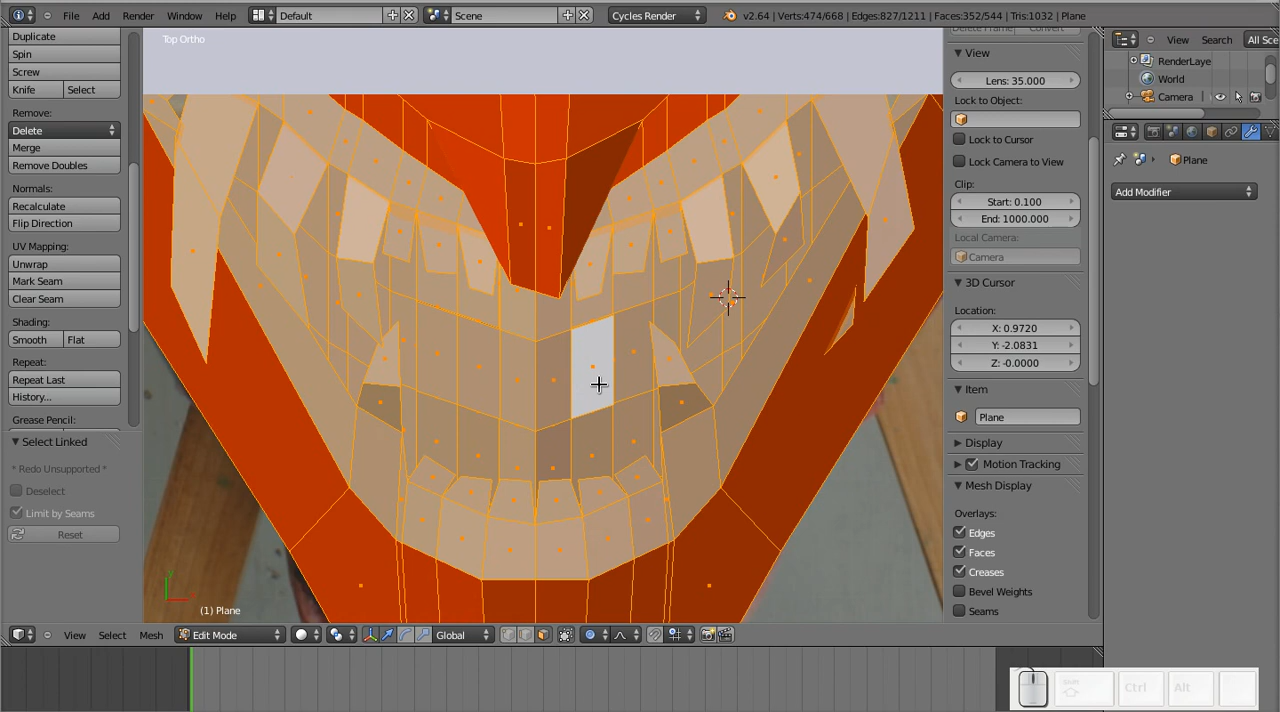 File Add Render Window Help Default Scene Cycles Render v2.64 | Verts:474/668 | Edges:827/1211 | Faces:352/544 | Tris:1032 | Plane
Duplicate
Spin
Screw
Knife Select
Remove:
Delete
Merge
Remove Doubles
Normals:
Recalculate
Flip Direction
UV Mapping:
Unwrap
Mark Seam
Clear Seam
Shading:
Smooth Flat
Repeat:
Repeat Last
History...
Grease Pencil:
Select Linked
* Redo Unsupported *
Deselect
Limit by Seams
Reset
Top Ortho
(1) Plane
View Select Mesh Edit Mode Global
View
Lens: 35.000
Lock to Object:
Lock to Cursor
Lock Camera to View
Clip:
Start: 0.100
End: 1000.000
Local Camera:
Camera
3D Cursor
Location:
X: 0.9720
Y: -2.0831
Z: -0.0000
Item
Plane
Display
Motion Tracking
Mesh Display
Overlays:
Edges
Faces
Creases
Bevel Weights
Seams
View Search All Sce
RenderLaye
World
Camera
Plane
Add Modifier
Shift Ctrl Alt